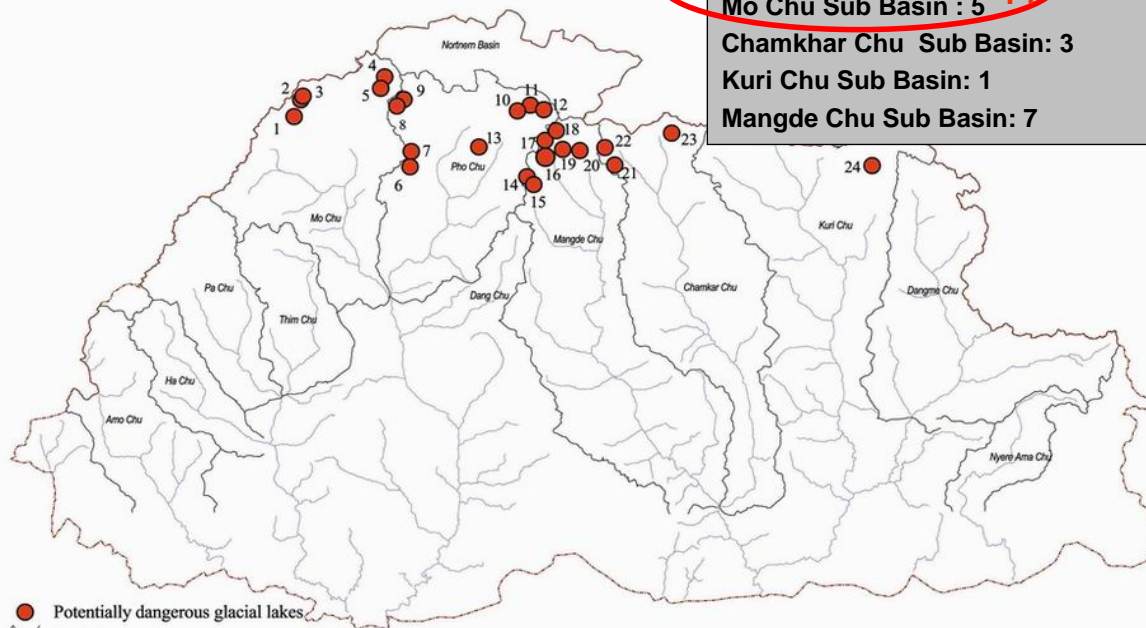 Mo Chu Sub Basin : 5
Chamkhar Chu Sub Basin: 3
Kuri Chu Sub Basin: 1
Mangde Chu Sub Basin: 7
Northern Basin
4
5
2
3
1
9
8
10
11
12
7
6
13
Pho Chu
18
17
16
19
20
22
21
23
24
14
15
Mo Chu
Mangde Chu
Kuri Chu
Pa Chu
Thim Chu
Dang Chu
Chamkar Chu
Dangme Chu
Ha Chu
Amo Chu
Nyere Ama Chu
Potentially dangerous glacial lakes